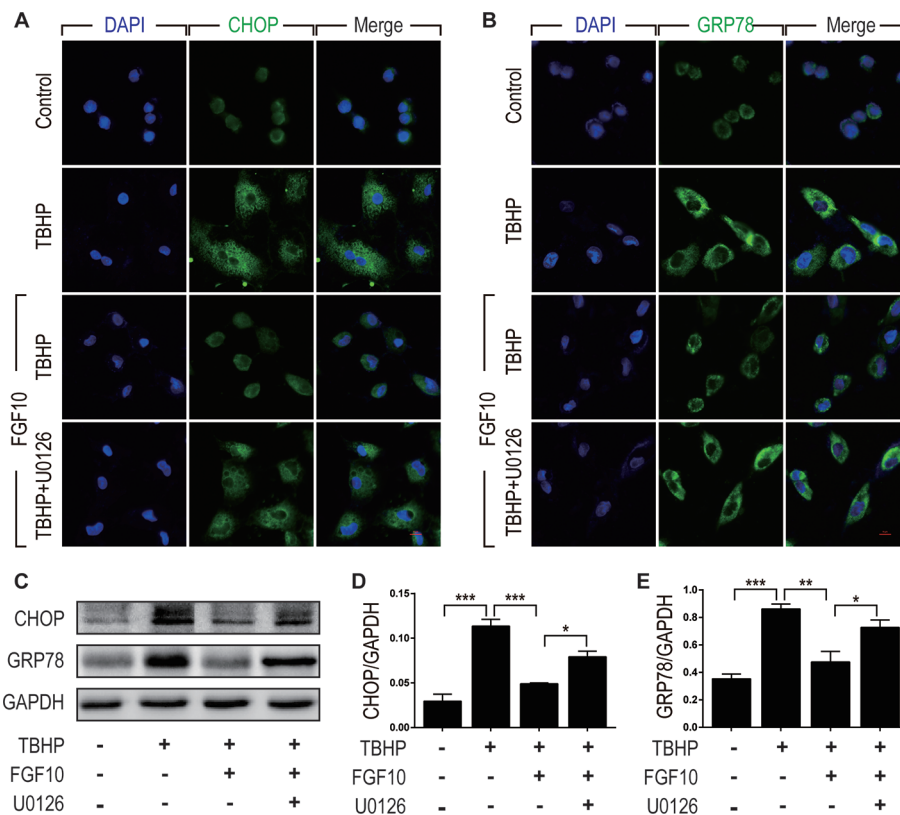 A
DAPI CHOP Merge
Control
TBHP
TBHP
TBHP+U0126
FGF10
B
DAPI GRP78 Merge
Control
TBHP
TBHP
TBHP+U0126
FGF10
C
CHOP
GRP78
GAPDH
TBHP - + + +
FGF10 - - + +
U0126 - - - +
D
CHOP/GAPDH
0.15
0.10
0.05
0.00
*** ***
*
TBHP - + + +
FGF10 - - + +
U0126 - - - +
E
GRP78/GAPDH
1.0
0.8
0.6
0.4
0.2
0.0
*** **
*
TBHP - + + +
FGF10 - - + +
U0126 - - - +